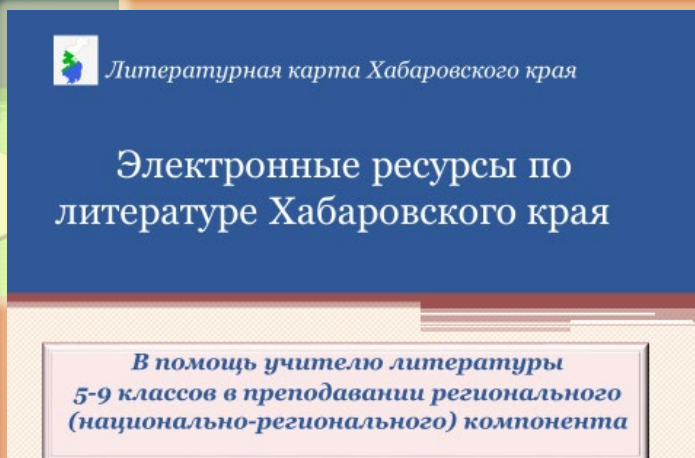 Литературная карта Хабаровского края
Электронные ресурсы по
литературе Хабаровского края
В помощь учителю литературы
5-9 классов в преподавании регионального
(национально-регионального) компонента